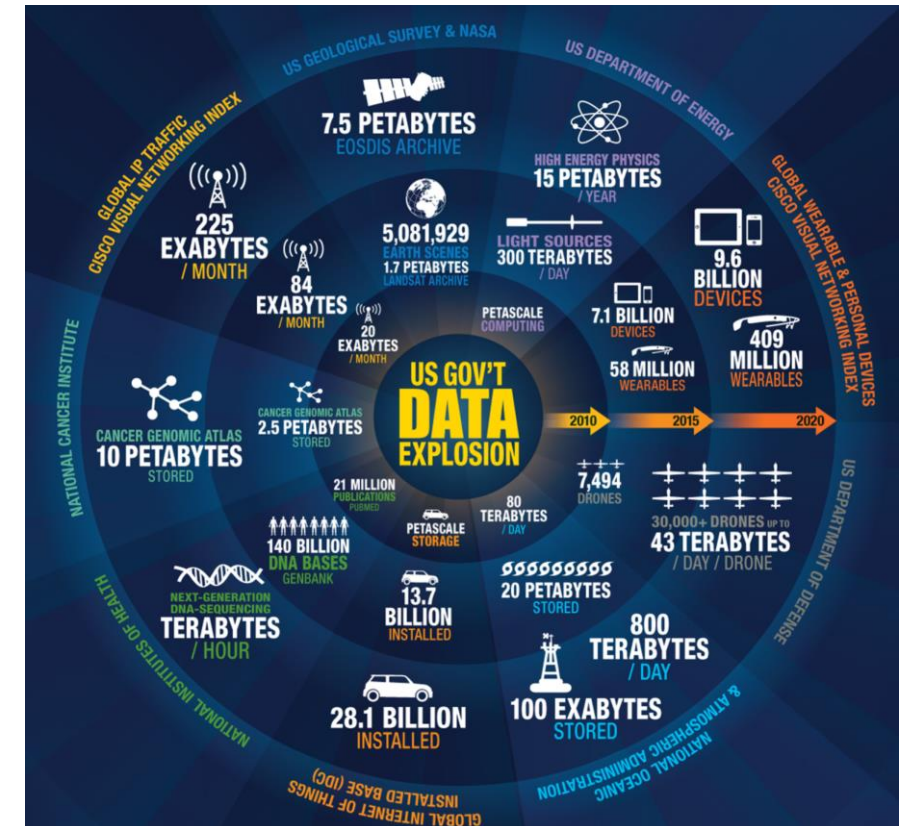 US GOV'T
DATA
EXPLOSION
2010
2015
2020
US GEOLOGICAL SURVEY & NASA
7.5 PETABYTES
EOSDIS ARCHIVE
5,081,929
EARTH SCENES
1.7 PETABYTES
LANDSAT ARCHIVE
US DEPARTMENT OF ENERGY
HIGH ENERGY PHYSICS
15 PETABYTES
/ YEAR
LIGHT SOURCES
300 TERABYTES
/ DAY
PETASCALE
COMPUTING
GLOBAL WEARABLE & PERSONAL DEVICES
CISCO VISUAL NETWORKING INDEX
9.6
BILLION
DEVICES
409
MILLION
WEARABLES
7.1 BILLION
DEVICES
58 MILLION
WEARABLES
US DEPARTMENT OF DEFENSE
7,494
DRONES
30,000+ DRONES UP TO
43 TERABYTES
/ DAY / DRONE
NATIONAL OCEANIC
& ATMOSPHERIC ADMINISTRATION
80
TERABYTES
/ DAY
20 PETABYTES
STORED
800
TERABYTES
/ DAY
100 EXABYTES
STORED
GLOBAL INTERNET OF THINGS
INSTALLED BASE (IDC)
PETASCALE
STORAGE
13.7
BILLION
INSTALLED
28.1 BILLION
INSTALLED
NATIONAL INSTITUTES OF HEALTH
21 MILLION
PUBLICATIONS
PUBMED
140 BILLION
DNA BASES
GENBANK
NEXT-GENERATION
DNA-SEQUENCING
TERABYTES
/ HOUR
NATIONAL CANCER INSTITUTE
CANCER GENOMIC ATLAS
2.5 PETABYTES
STORED
CANCER GENOMIC ATLAS
10 PETABYTES
STORED
GLOBAL IP TRAFFIC
CISCO VISUAL NETWORKING INDEX
225
EXABYTES
/ MONTH
84
EXABYTES
/ MONTH
20
EXABYTES
/ MONTH